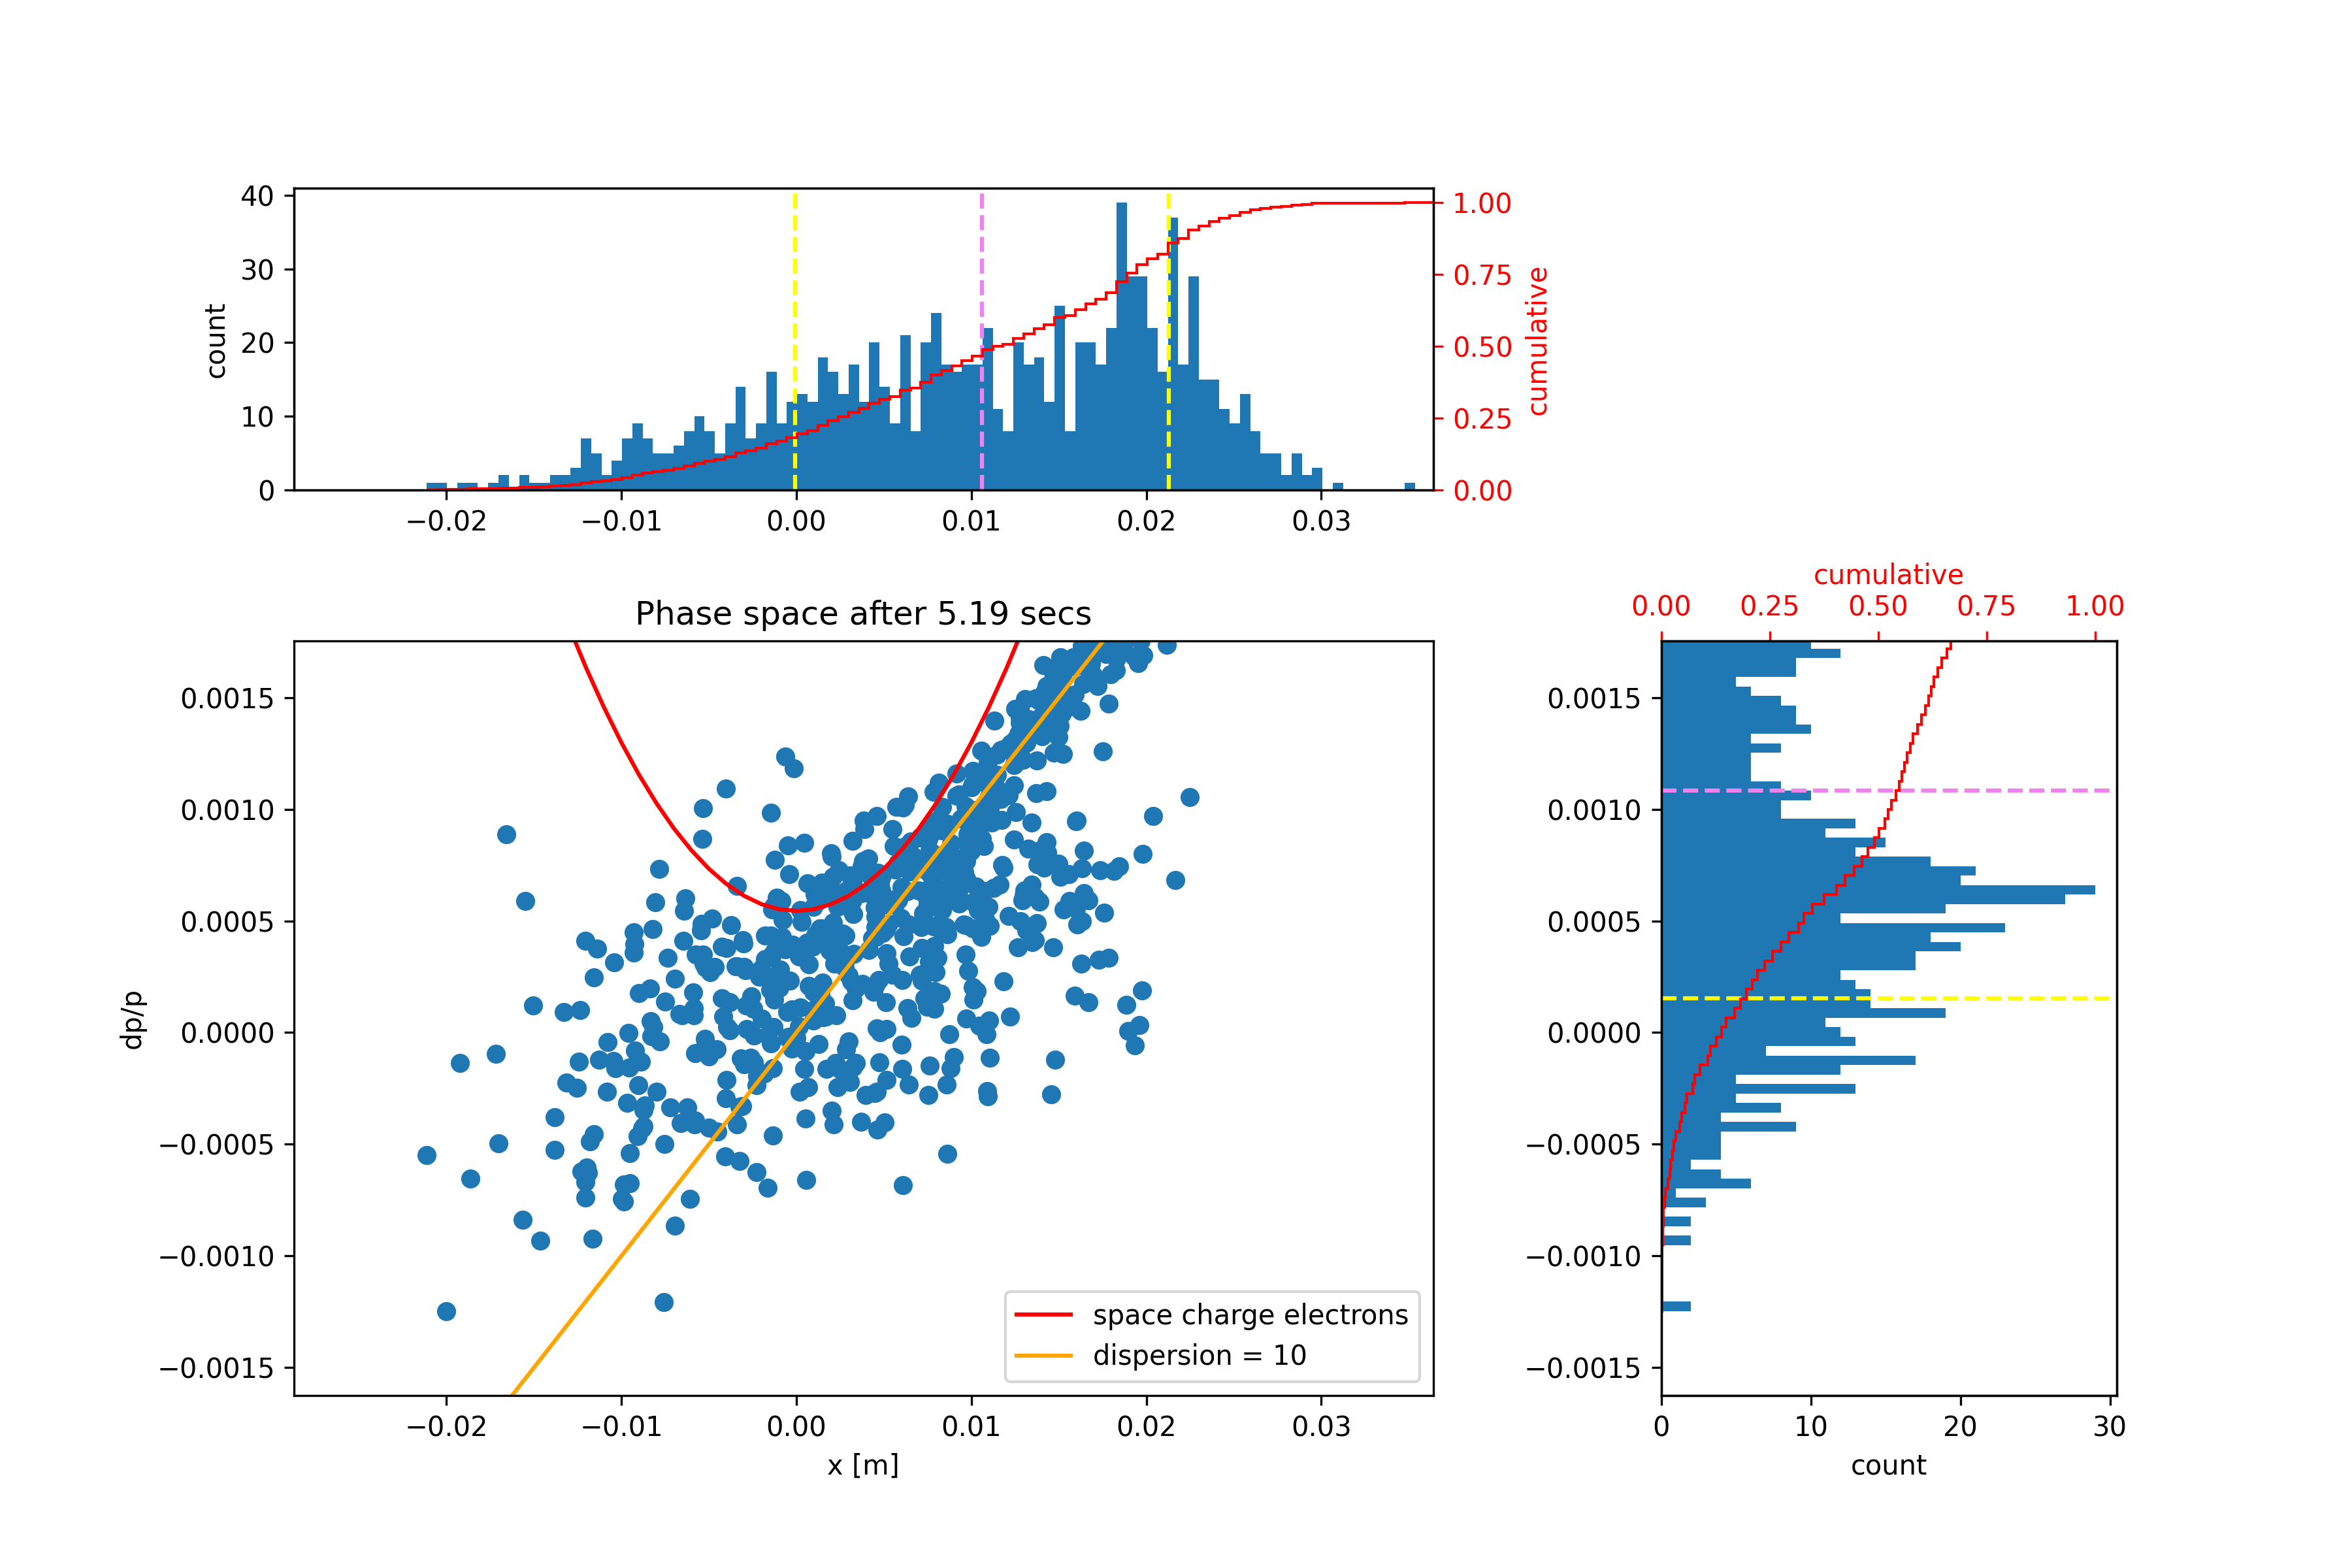 40
30
20
10
0
count
1.00
0.75
0.50
0.25
0.00
cumulative
−0.02 −0.01 0.00 0.01 0.02 0.03
Phase space after 5.19 secs
0.0015
0.0010
0.0005
0.0000
−0.0005
−0.0010
−0.0015
dp/p
space charge electrons
dispersion = 10
−0.02 −0.01 0.00 0.01 0.02 0.03
x [m]
cumulative
0.00 0.25 0.50 0.75 1.00
0.0015
0.0010
0.0005
0.0000
−0.0005
−0.0010
−0.0015
0 10 20 30
count